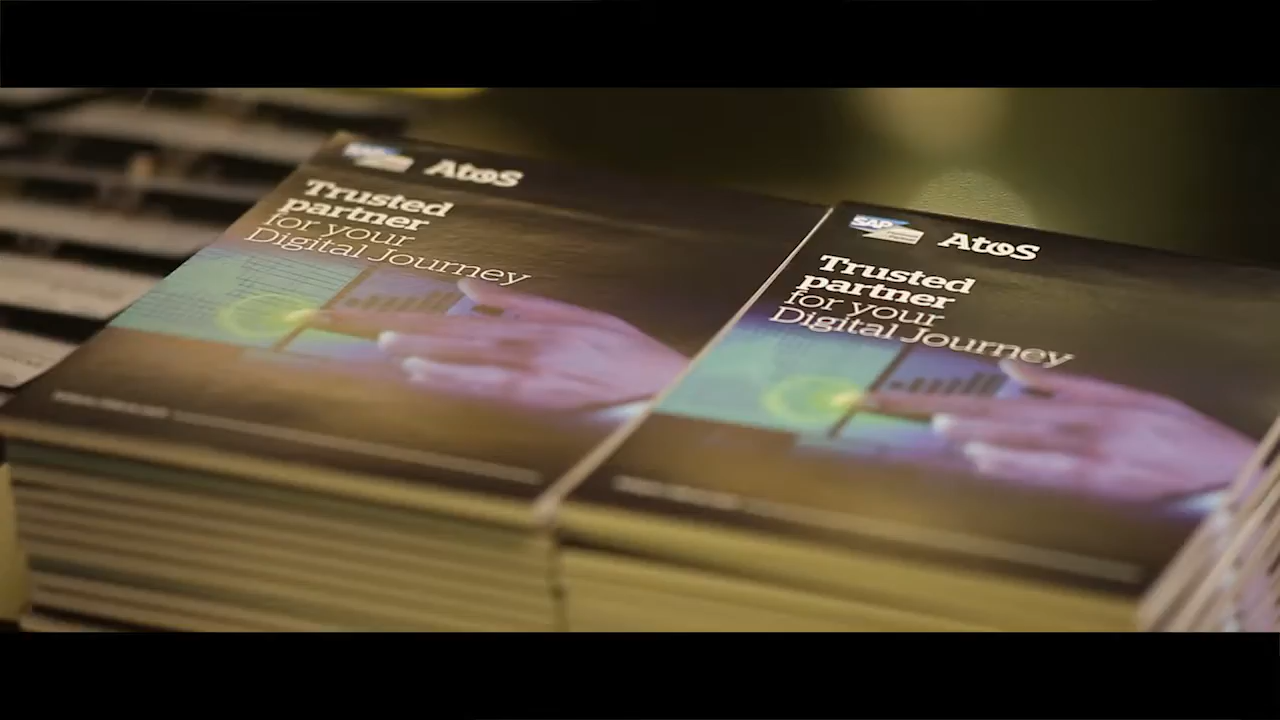 SAP
Atos
Trusted
partner
for your
Digital Journey
SAP
Atos
Trusted
partner
for your
Digital Journey